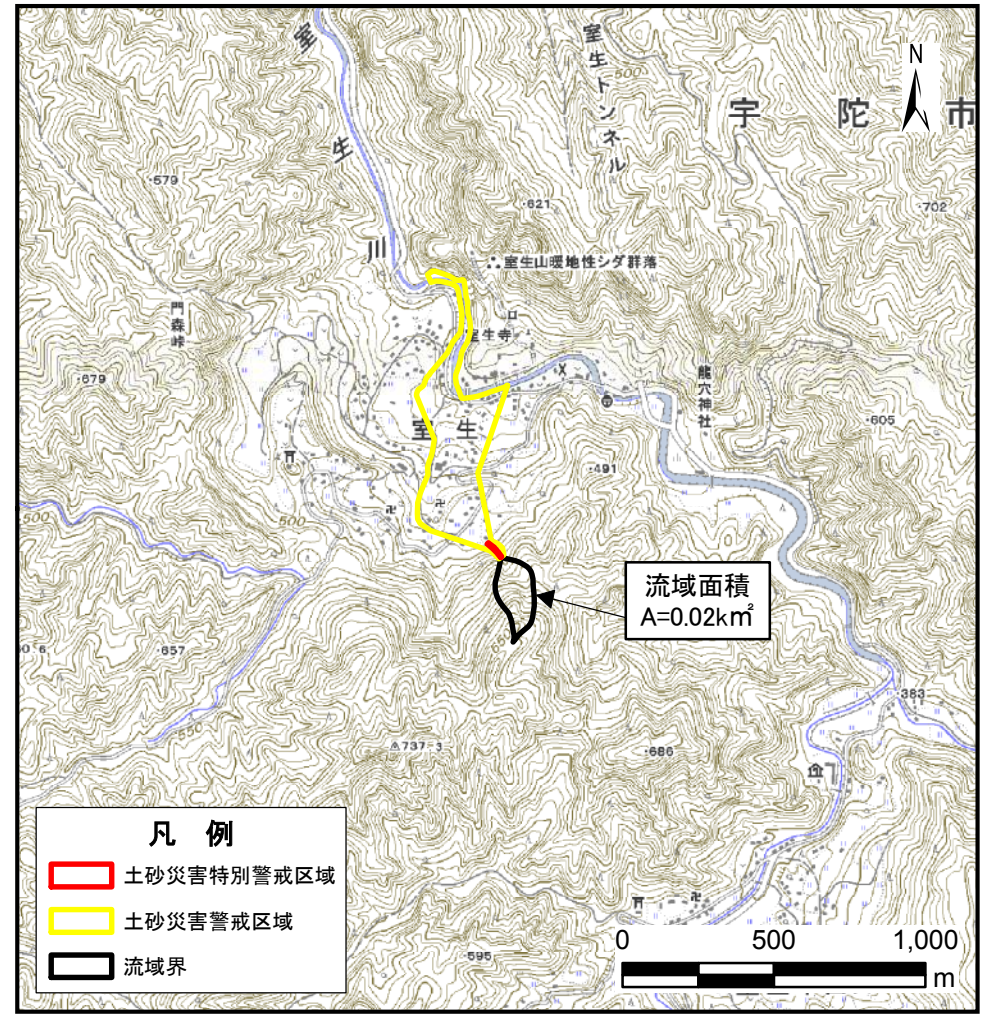 室生川
室生トンネル
500
N
宇陀市
・579
・621
・702
室生山暖地性シダ群落
門森峠
室生寺
・679
龍穴神社
・605
室生
・491
500
500
流域面積
A=0.02k㎡
・657
・383
550
737.3
・686
凡 例
土砂災害特別警戒区域
土砂災害警戒区域
流域界
・595
0 500 1,000
m